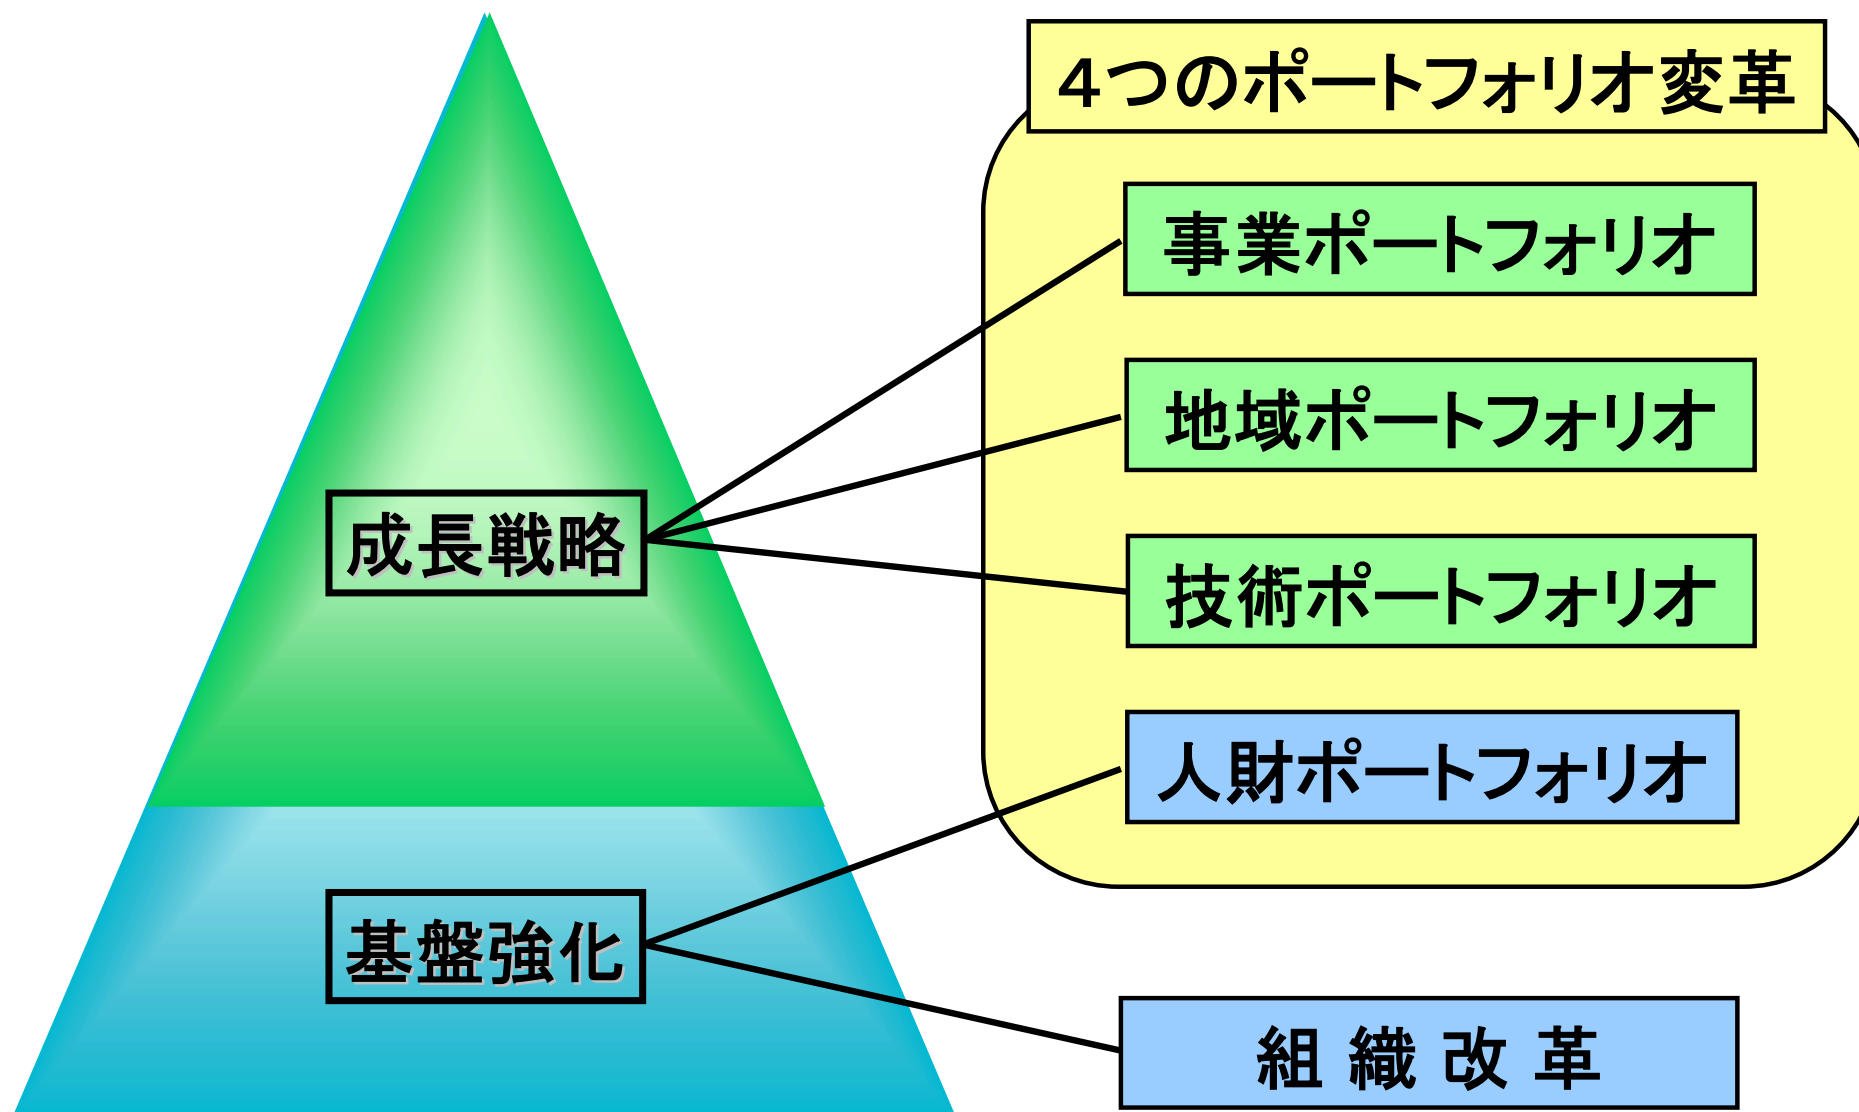 ４つのポートフォリオ変革
事業ポートフォリオ
地域ポートフォリオ
成長戦略
技術ポートフォリオ
人財ポートフォリオ
基盤強化
組 織 改 革